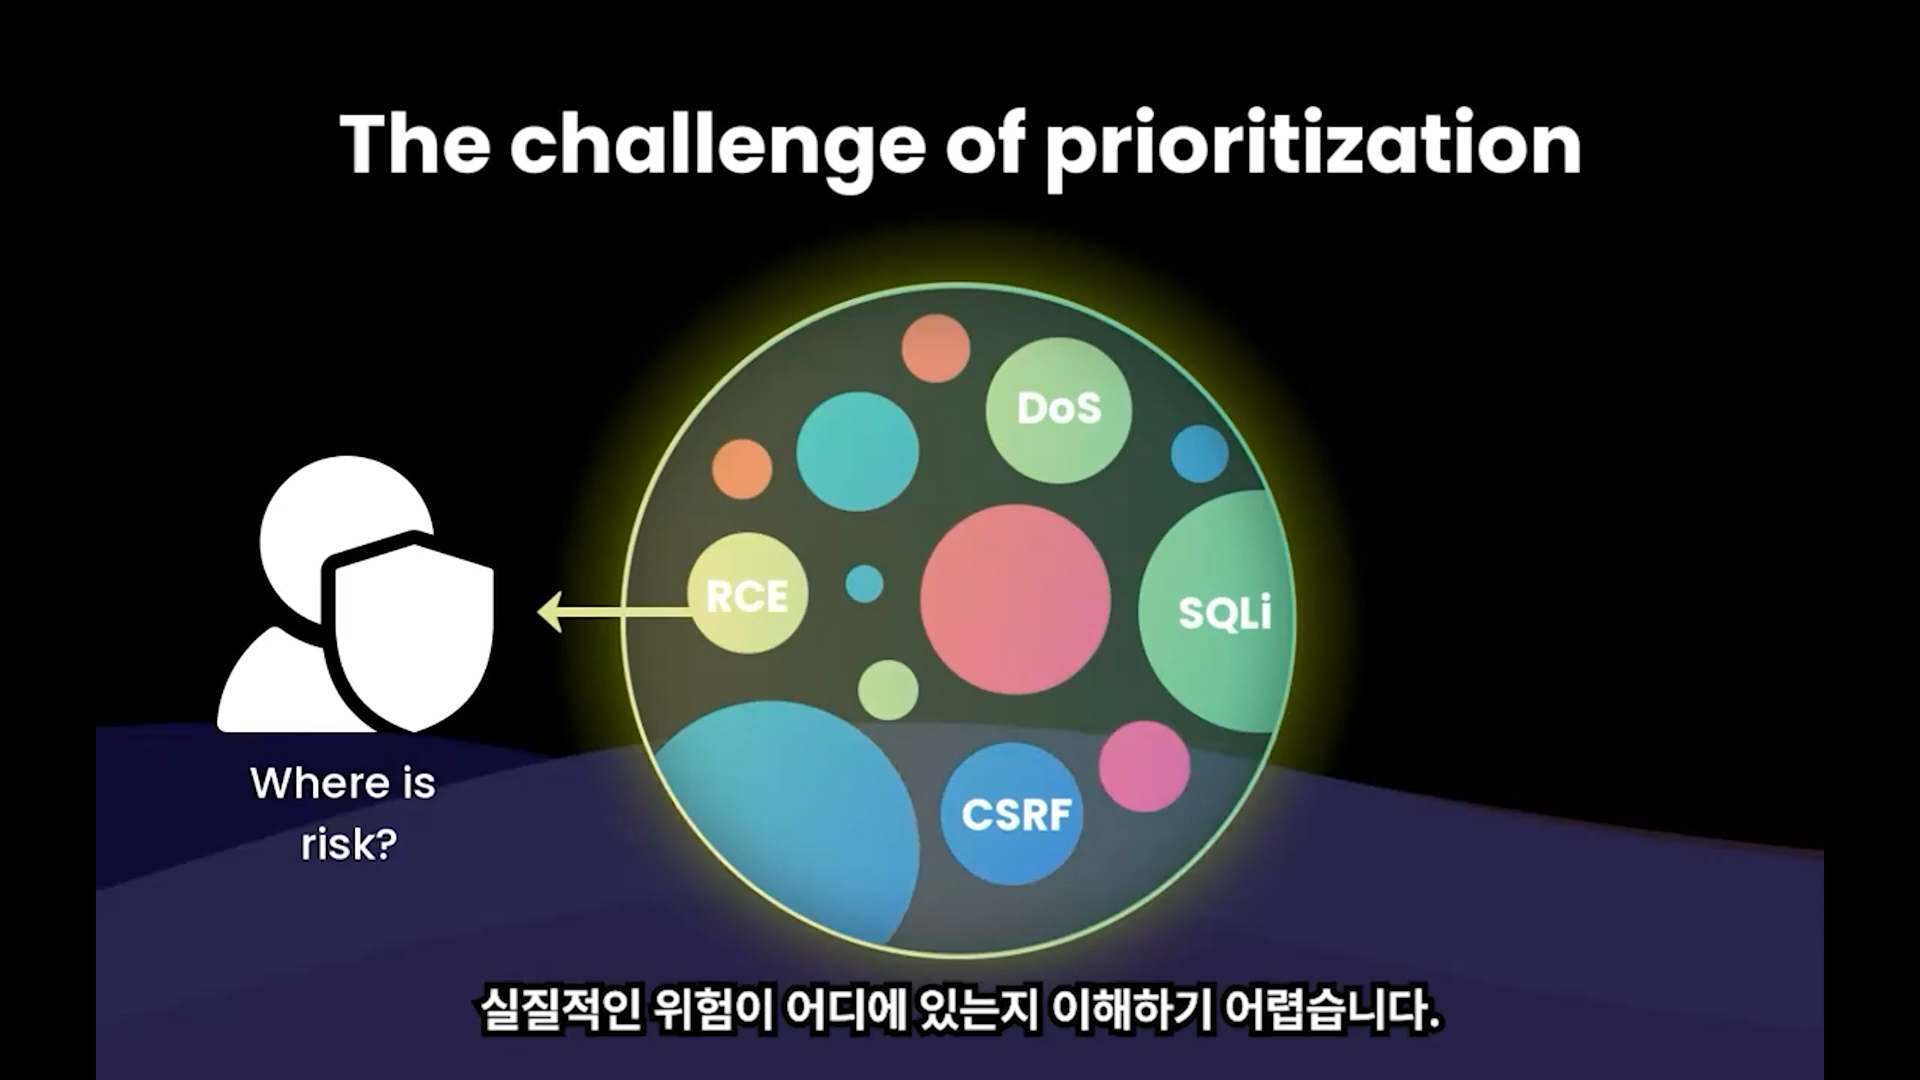 The challenge of prioritization
DoS
RCE
SQLi
CSRF
Where is
risk?
실질적인 위험이 어디에 있는지 이해하기 어렵습니다.